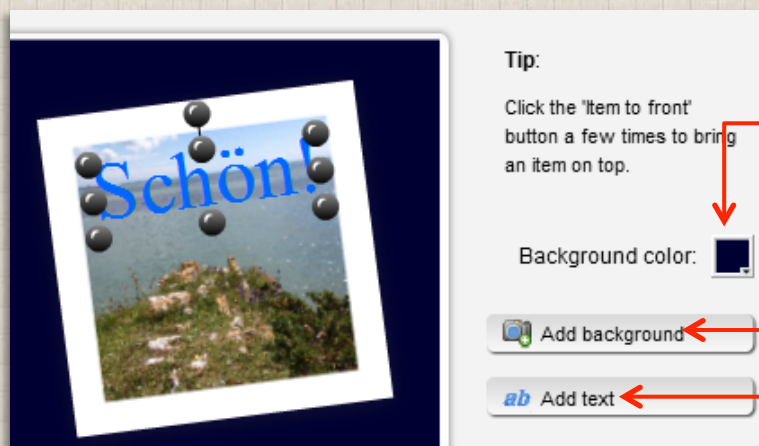 Schön!
Tip:
Click the 'Item to front'
button a few times to bring
an item on top.
Background color:
Add background
ab Add text